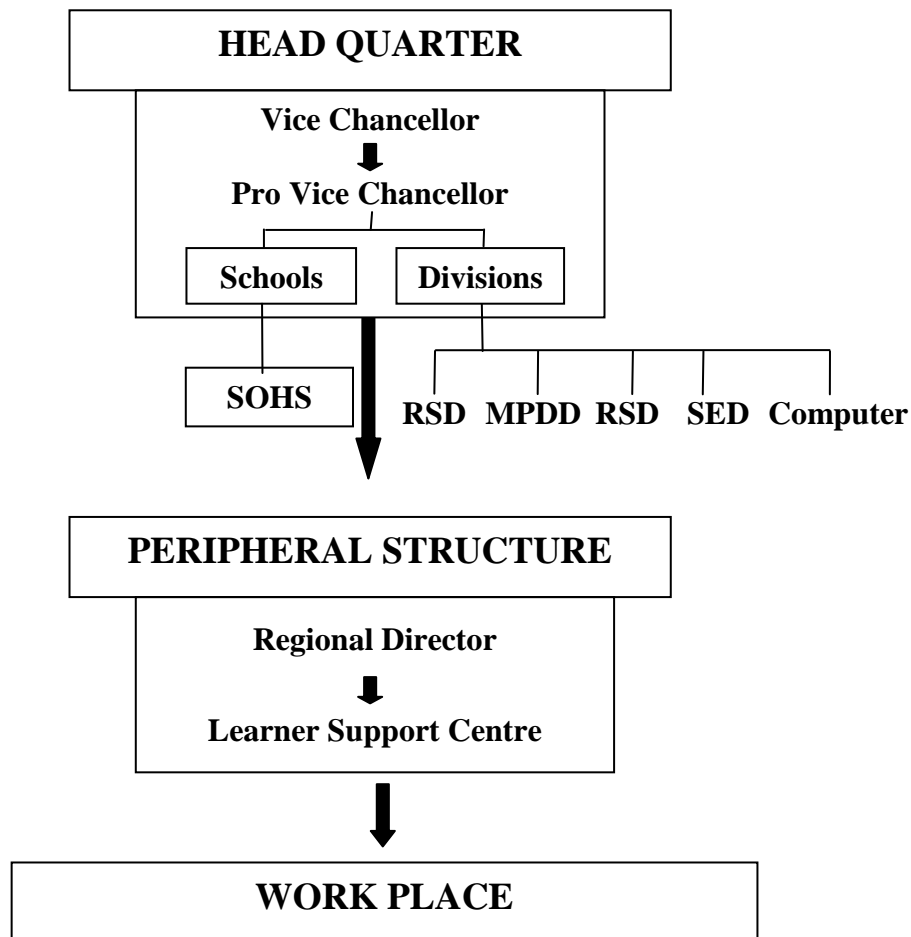 HEAD QUARTER
Vice Chancellor
Pro Vice Chancellor
Schools Divisions
SOHS
RSD MPDD RSD SED Computer
PERIPHERAL STRUCTURE
Regional Director
Learner Support Centre
WORK PLACE